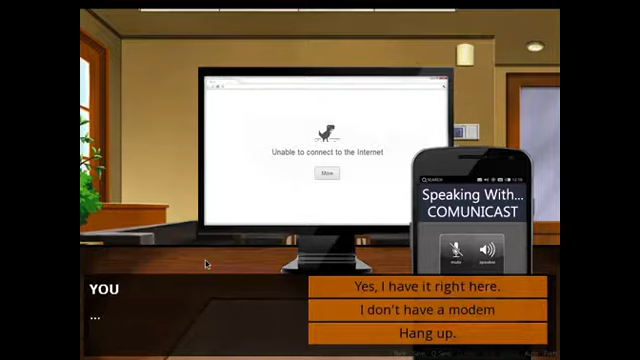 Unable to connect to the Internet
More
SEARCH
Speaking With...
COMUNICAST
mute
speaker
YOU
...
Yes, I have it right here.
I don't have a modem
Hang up.